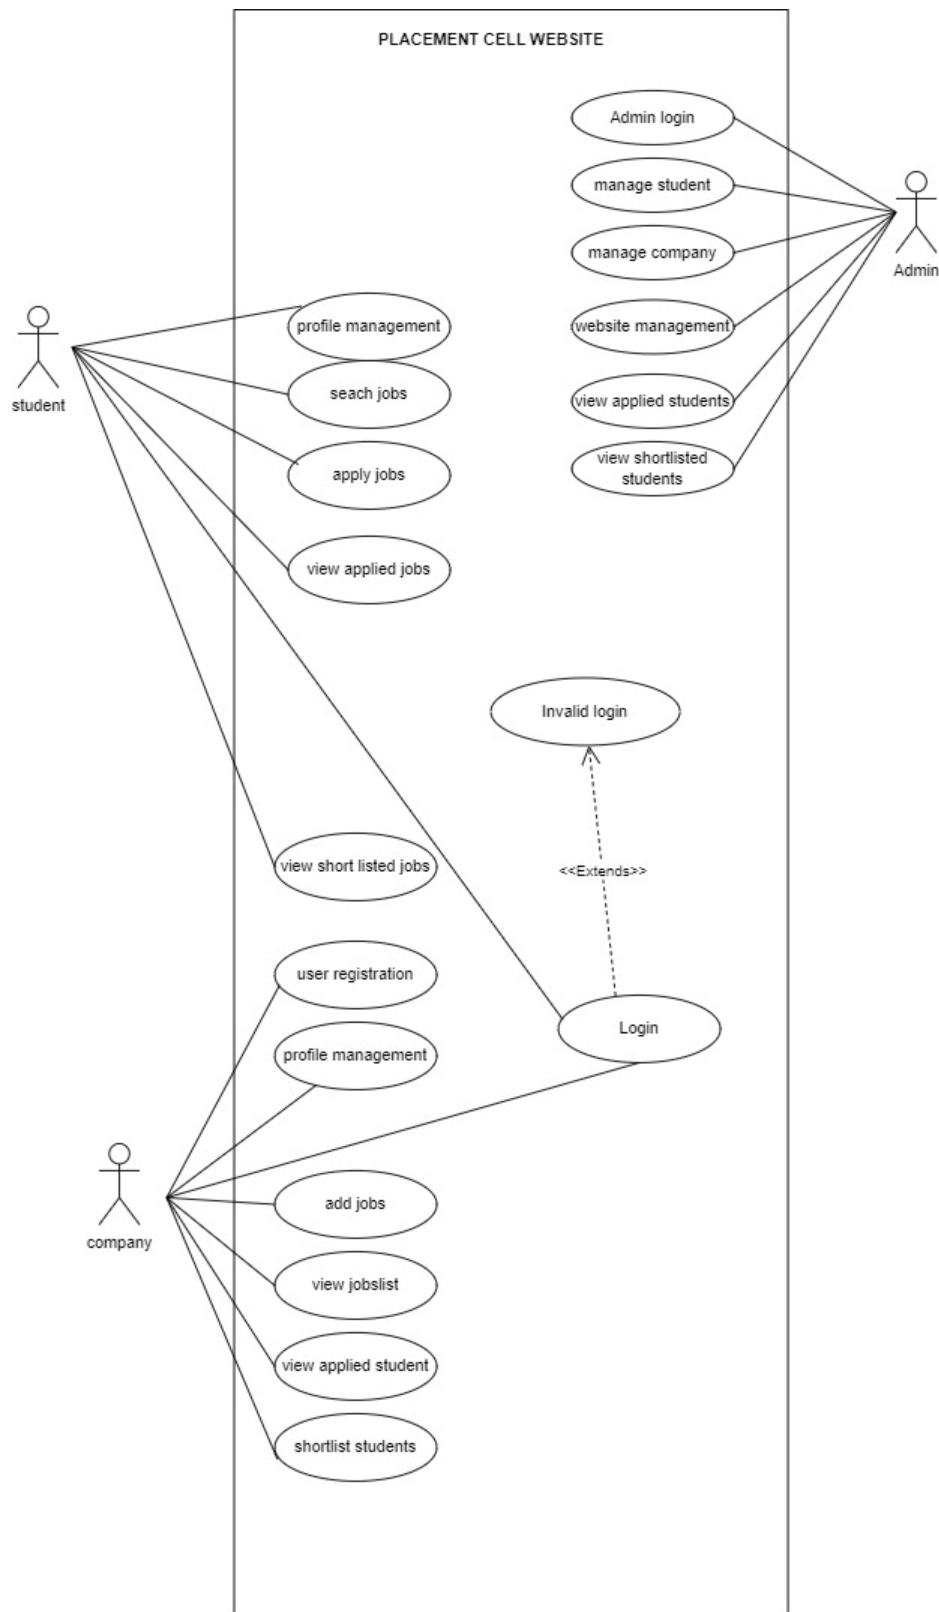 PLACEMENT CELL WEBSITE
Admin login
manage student
manage company
Admin
website management
profile management
seach jobs
student
view applied students
view shortlisted
students
apply jobs
view applied jobs
Invalid login
view short listed jobs
<<Extends>>
user registration
Login
profile management
add jobs
company
view jobslist
view applied student
shortlist students